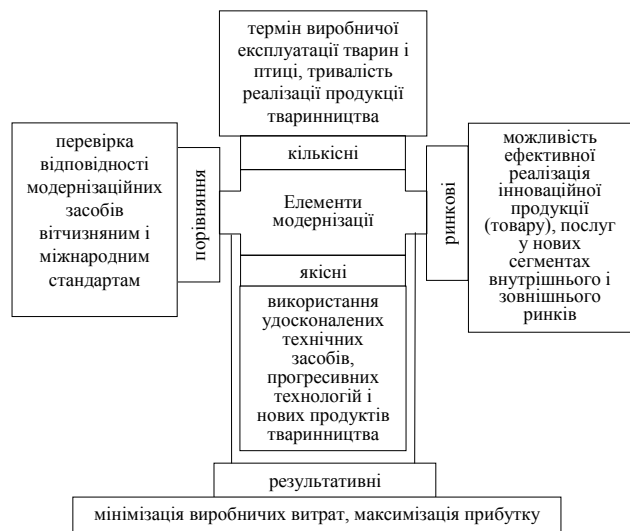 термін виробничої
експлуатації тварин і
птиці, тривалість
реалізації продукції
тваринництва
кількісні
перевірка
відповідності
модернізаційних
засобів
вітчизняним і
міжнародним
стандартам
порівняння
Елементи
модернізації
ринкові
можливість
ефективної
реалізація
інноваційної
продукції
(товару), послуг
у нових
сегментах
внутрішнього і
зовнішнього
ринків
якісні
використання
удосконалених
технічних
засобів,
прогресивних
технологій і
нових продуктів
тваринництва
результативні
мінімізація виробничих витрат, максимізація прибутку